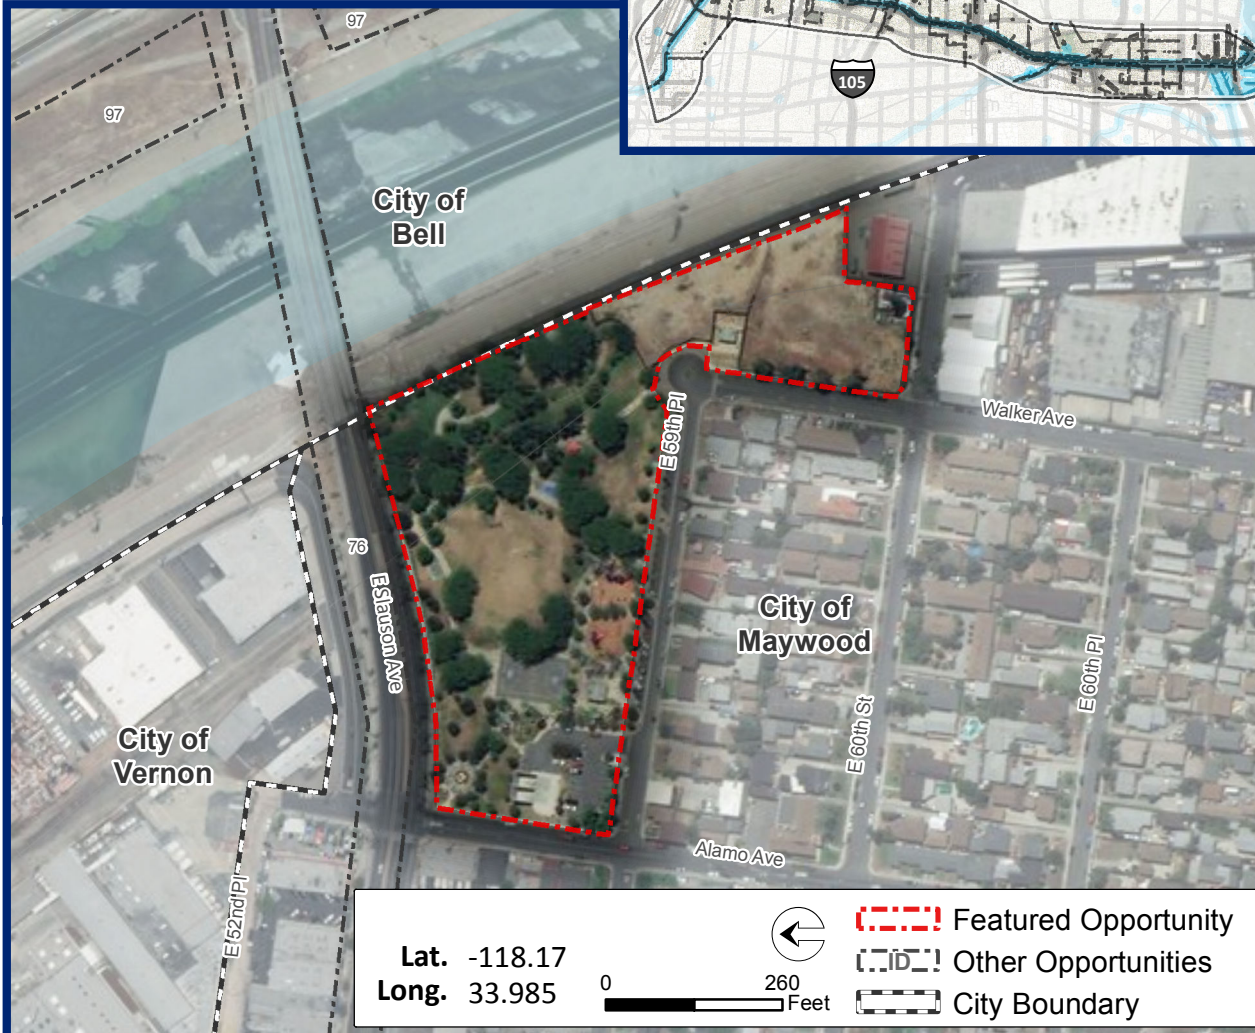 97
97
105
City of
Bell
Walker Ave
E 59th Pl
76
E Slauson Ave
City of
Maywood
E 60th Pl
E 60th St
City of
Vernon
Alamo Ave
E 52nd Pl
Lat. -118.17
Long. 33.985
0 260
Feet
Featured Opportunity
ID Other Opportunities
City Boundary